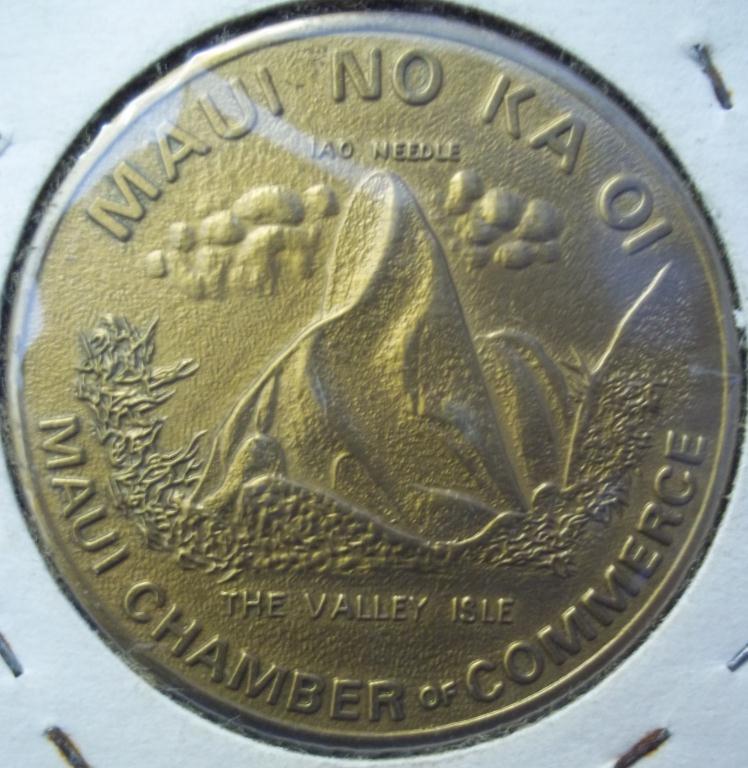 MAUI NO KA OI
IAO NEEDLE
THE VALLEY ISLE
MAUI CHAMBER OF COMMERCE